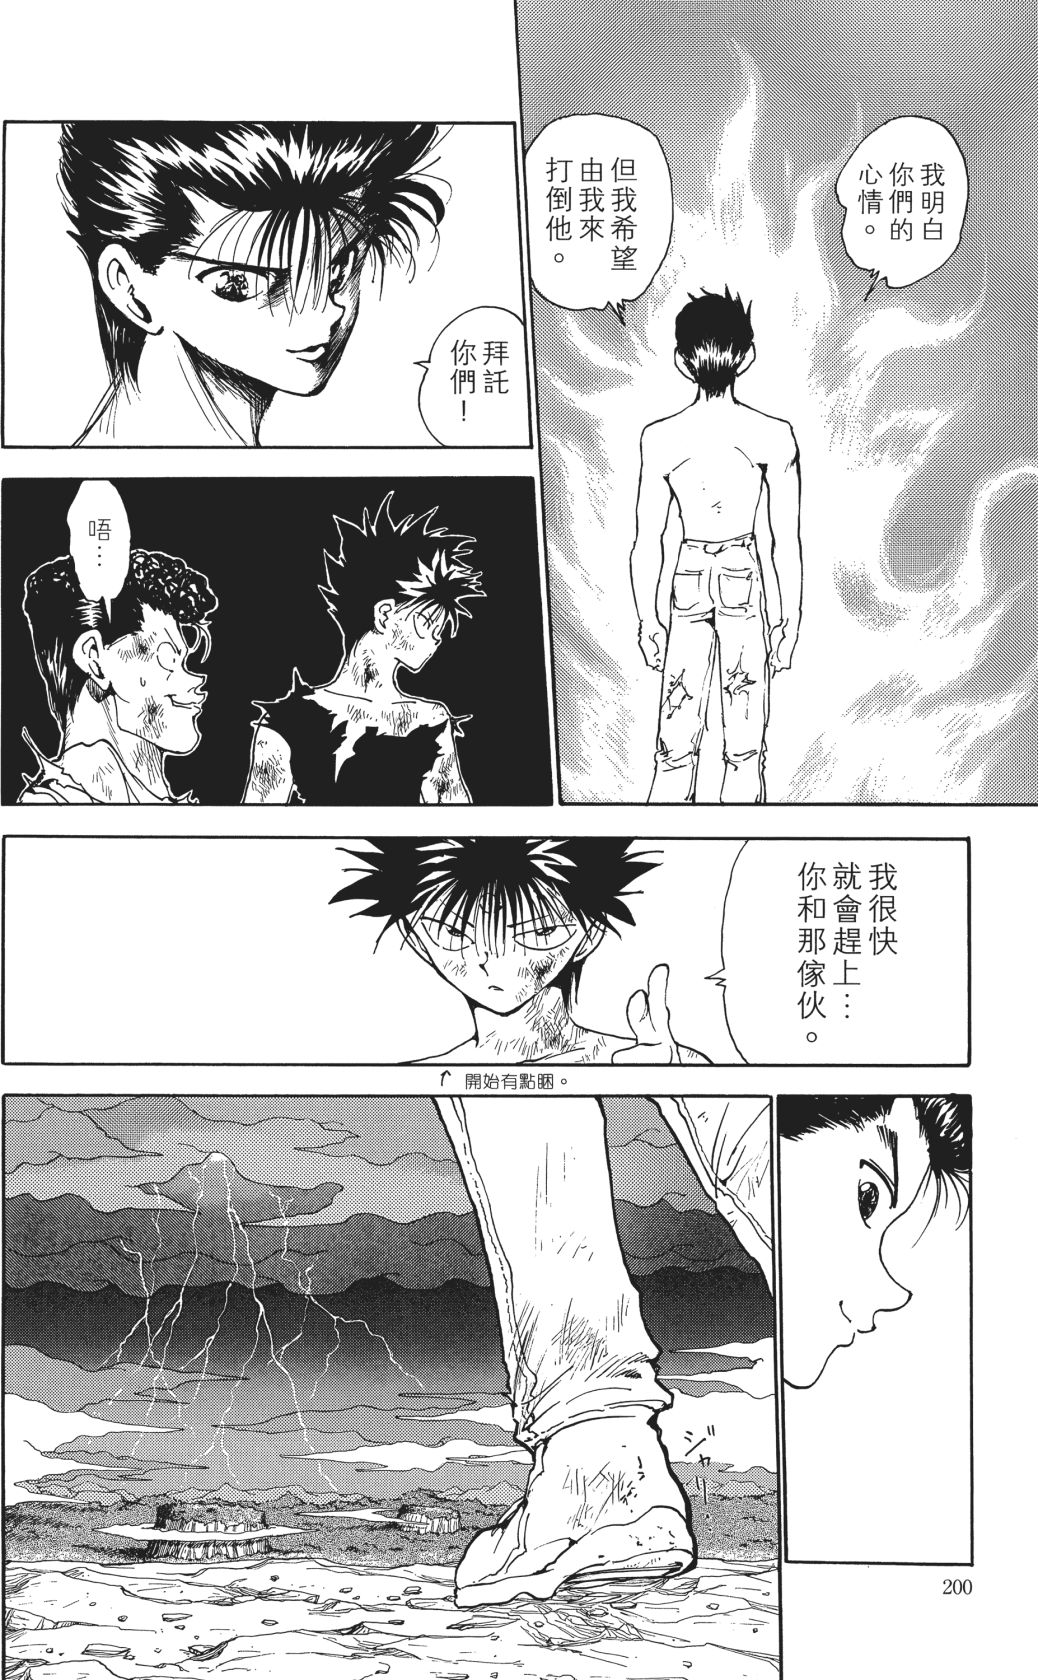 我明白
你們的
心情。
但我希望
由我來
打倒他。
拜託
你們！
唔…
我很快
就會趕上…
你和那傢伙。
↑ 開始有點睏。
ジャリ…
200